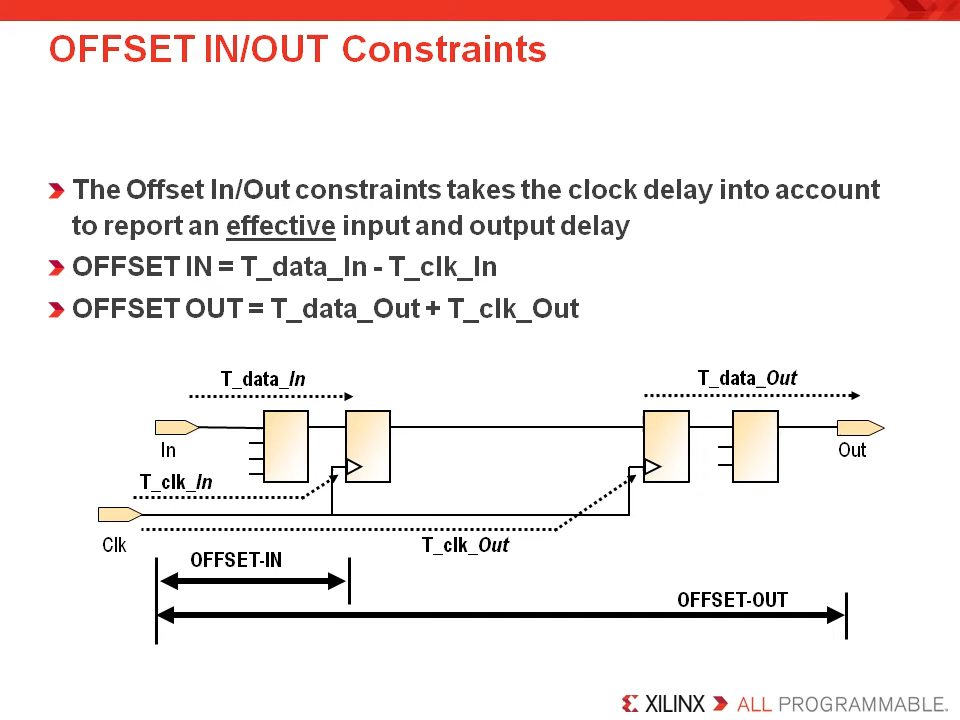 OFFSET IN/OUT Constraints
The Offset In/Out constraints takes the clock delay into account
to report an effective input and output delay
OFFSET IN = T_data_In - T_clk_In
OFFSET OUT = T_data_Out + T_clk_Out
T_data_In
T_data_Out
In
Out
T_clk_In
Clk
T_clk_Out
OFFSET-IN
OFFSET-OUT
XILINX ALL PROGRAMMABLE.